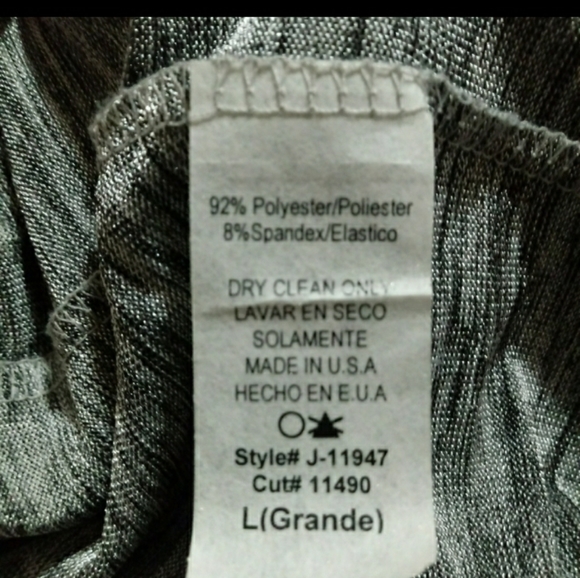 92% Polyester/Poliester
8%Spandex/Elastico
DRY CLEAN ONLY
LAVAR EN SECO
SOLAMENTE
MADE IN U.S.A
HECHO EN E.U.A
Style# J-11947
Cut# 11490
L(Grande)